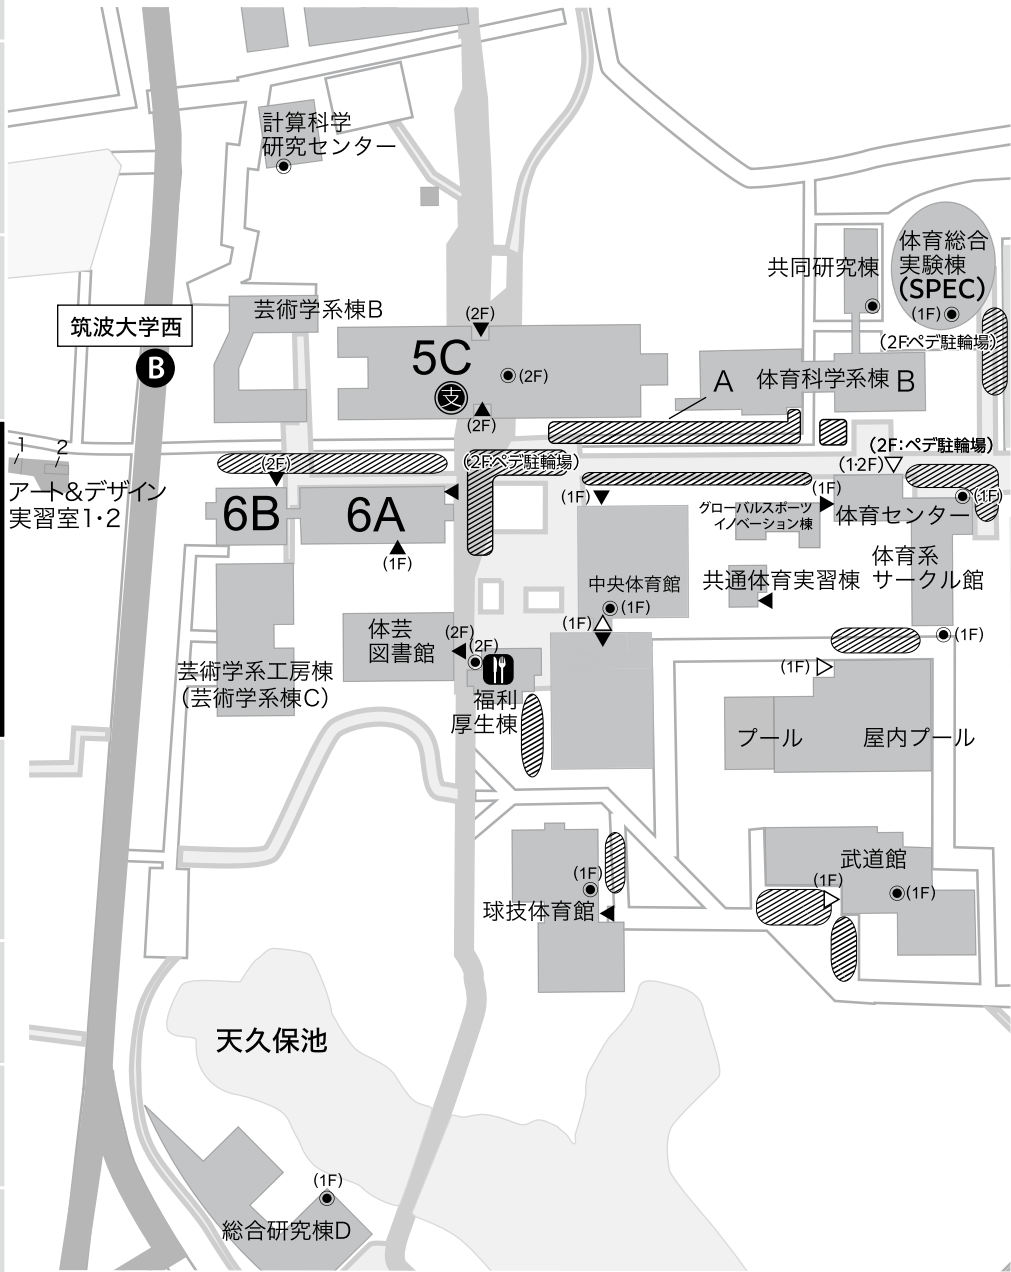 計算科学
研究センター
体育総合
実験棟
(SPEC)
(1F)
共同研究棟
(2Fペデ駐輪場)
芸術学系棟B
筑波大学西
B
(2F)
5C
(2F)
支
(2F)
A
体育科学系棟 B
1
2
アート&デザイン
実習室1・2
(2F)
(2Fペデ駐輪場)
(2F:ペデ駐輪場)
(1・2F)
(1F)
(1F)
(1F)
6B
6A
(1F)
グローバルスポーツ
イノベーション棟
体育センター
体育系
サークル館
(1F)
中央体育館
(1F)
(1F)
共通体育実習棟
体芸
図書館
(2F)
(2F)
福利
厚生棟
芸術学系工房棟
(芸術学系棟C)
(1F)
プール
屋内プール
武道館
(1F)
(1F)
(1F)
球技体育館
天久保池
(1F)
総合研究棟D